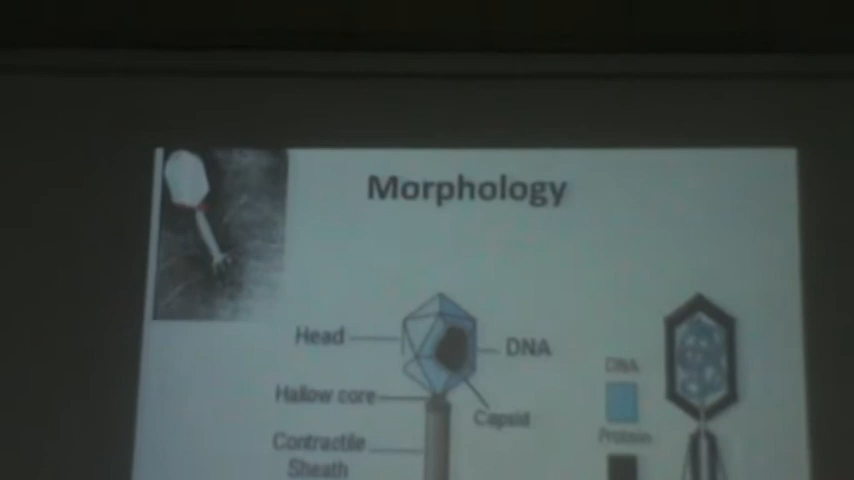 Morphology
Head
DNA
Hallow core
Capsid
Contractile
Sheath
DNA
Protein